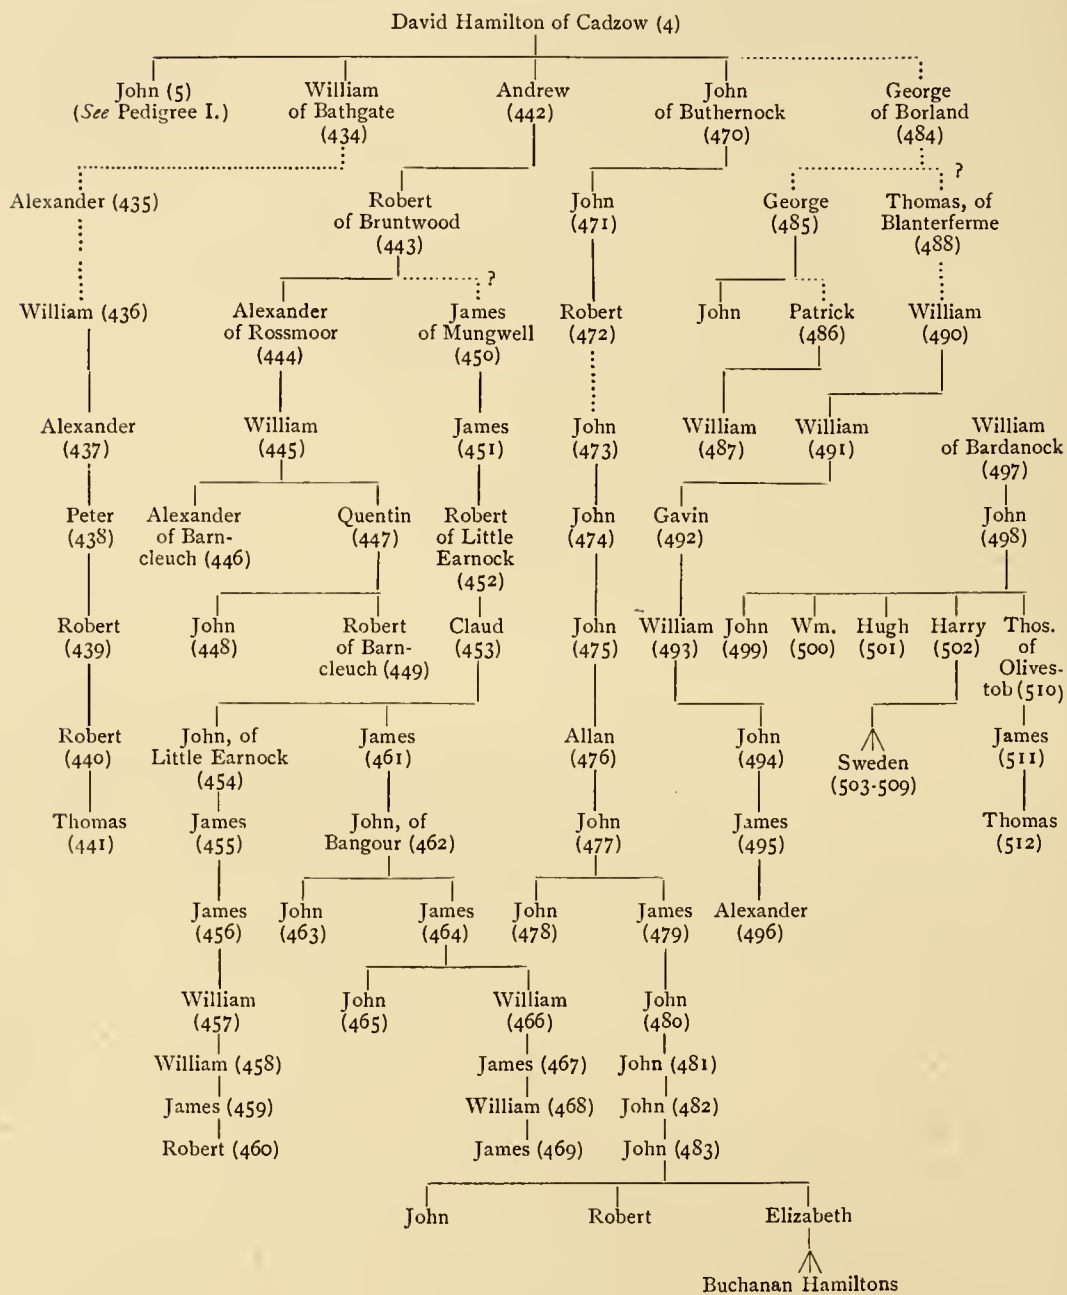 David Hamilton of Cadzow (4)
John (5) William Andrew John George
(See Pedigree I.) of Bathgate (442) of Buthernock of Borland
(434) (470) (484)
?
Alexander (435) Robert John George Thomas, of
of Bruntwood (471) (485) Blanterferme
(443) (488)
?
William (436) Alexander James Robert John Patrick William
of Rossmoor of Mungwell (472) (486) (490)
(444) (450)
Alexander William James John William William William
(437) (445) (451) (473) (487) (491) of Bardanock
(497)
Peter Alexander Quentin Robert John Gavin John
(438) of Barn- (447) of Little (474) (492) (498)
cleuch (446) Earnock
(452)
Robert John Robert Claud John William John Wm. Hugh Harry Thos.
(439) (448) of Barn- (453) (475) (493) (499) (500) (501) (502) of
cleuch (449) Olives-
tob (510)
Robert John, of James Allan John James
(440) Little Earnock (461) (476) (494) Sweden (511)
(454) (503-509)
Thomas James John, of John James Thomas
(441) (455) Bangour (462) (477) (495) (512)
James John James John James Alexander
(456) (463) (464) (478) (479) (496)
William John William John
(457) (465) (466) (480)
William (458) James (467) John (481)
James (459) William (468) John (482)
Robert (460) James (469) John (483)
John Robert Elizabeth
Buchanan Hamiltons